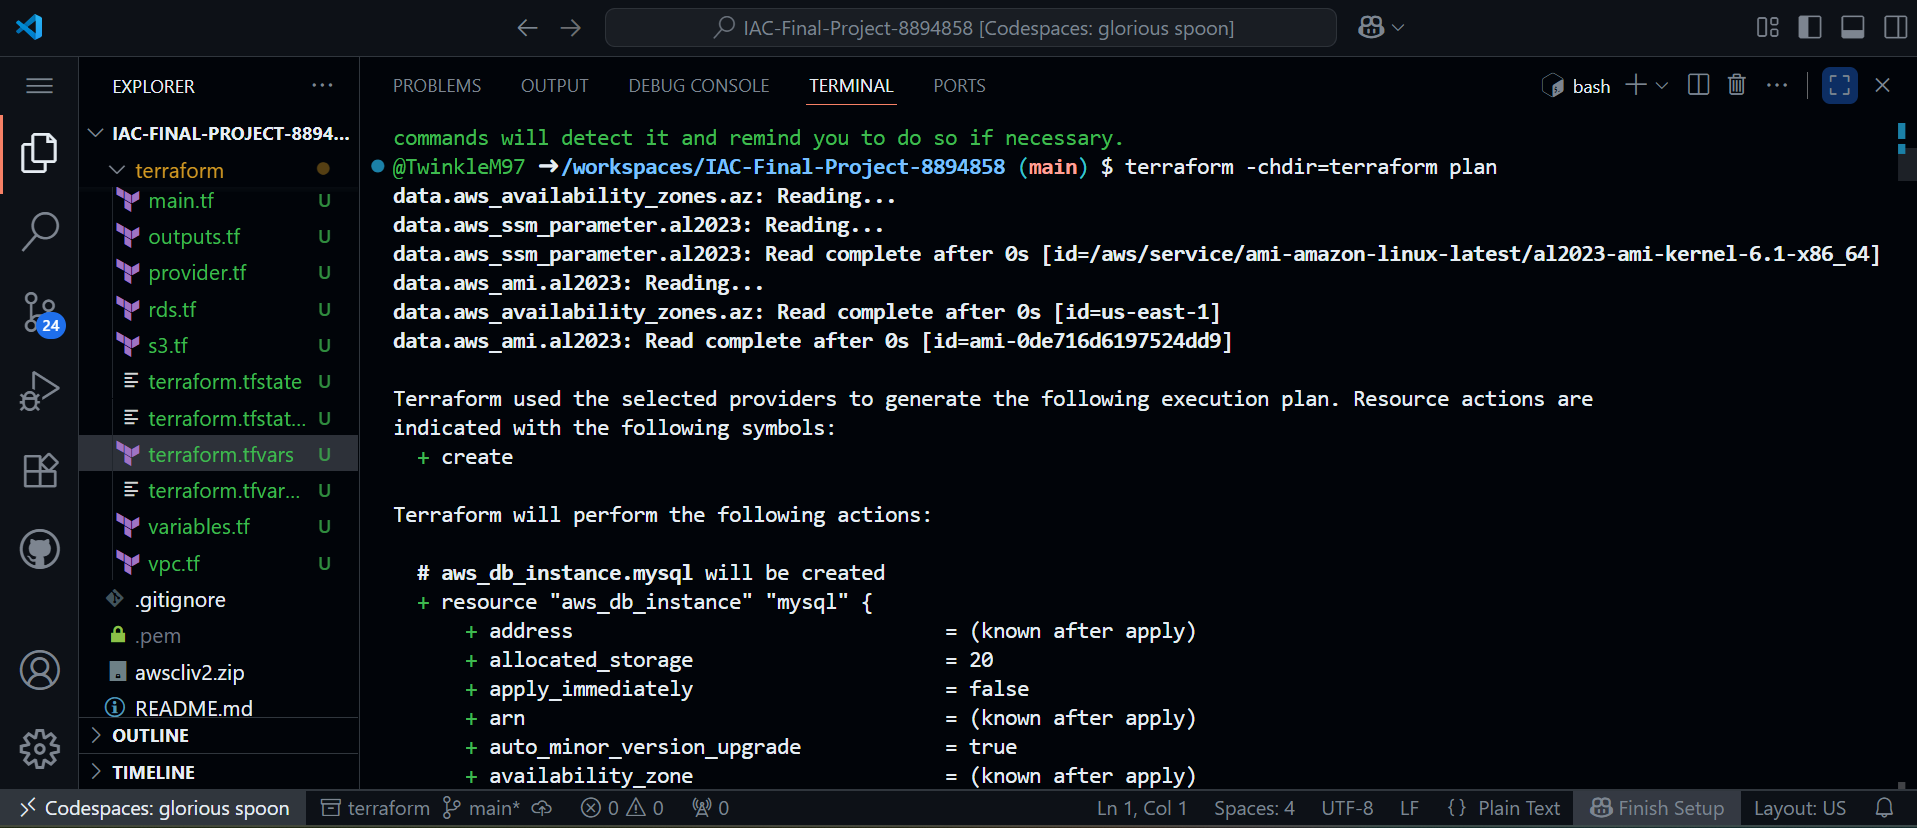 IAC-Final-Project-8894858 [Codespaces: glorious spoon]
EXPLORER
PROBLEMS OUTPUT DEBUG CONSOLE TERMINAL PORTS
bash
IAC-FINAL-PROJECT-8894...
terraform
main.tf U
outputs.tf U
provider.tf U
rds.tf U
s3.tf U
terraform.tfstate U
terraform.tfstat... U
terraform.tfvars U
terraform.tfvar... U
variables.tf U
vpc.tf U
.gitignore
.pem
awscliv2.zip
README.md
OUTLINE
TIMELINE
24
commands will detect it and remind you to do so if necessary.
@TwinkleM97 ➜/workspaces/IAC-Final-Project-8894858 (main) $ terraform -chdir=terraform plan
data.aws_availability_zones.az: Reading...
data.aws_ssm_parameter.al2023: Reading...
data.aws_ssm_parameter.al2023: Read complete after 0s [id=/aws/service/ami-amazon-linux-latest/al2023-ami-kernel-6.1-x86_64]
data.aws_ami.al2023: Reading...
data.aws_availability_zones.az: Read complete after 0s [id=us-east-1]
data.aws_ami.al2023: Read complete after 0s [id=ami-0de716d6197524dd9]
Terraform used the selected providers to generate the following execution plan. Resource actions are
indicated with the following symbols:
+ create
Terraform will perform the following actions:
# aws_db_instance.mysql will be created
+ resource "aws_db_instance" "mysql" {
+ address = (known after apply)
+ allocated_storage = 20
+ apply_immediately = false
+ arn = (known after apply)
+ auto_minor_version_upgrade = true
+ availability_zone = (known after apply)
Codespaces: glorious spoon terraform main* 0 0 0 Ln 1, Col 1 Spaces: 4 UTF-8 LF {} Plain Text Finish Setup Layout: US